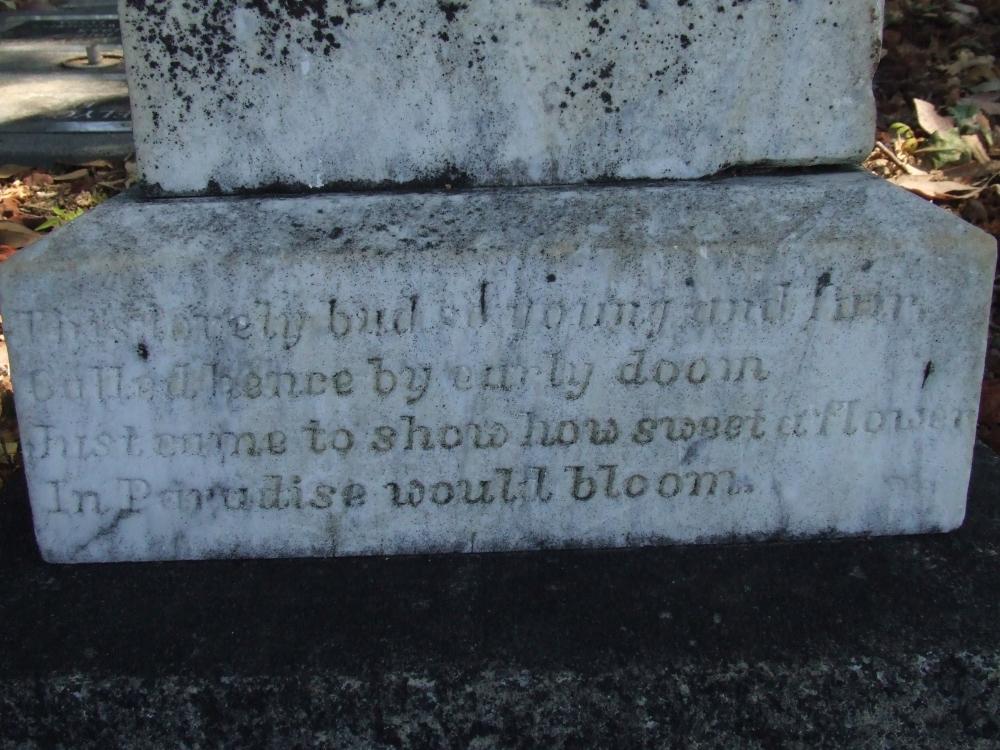 This lovely bud so young and fair,
Called hence by early doom
Just came to show how sweet a flower
In Paradise would bloom.